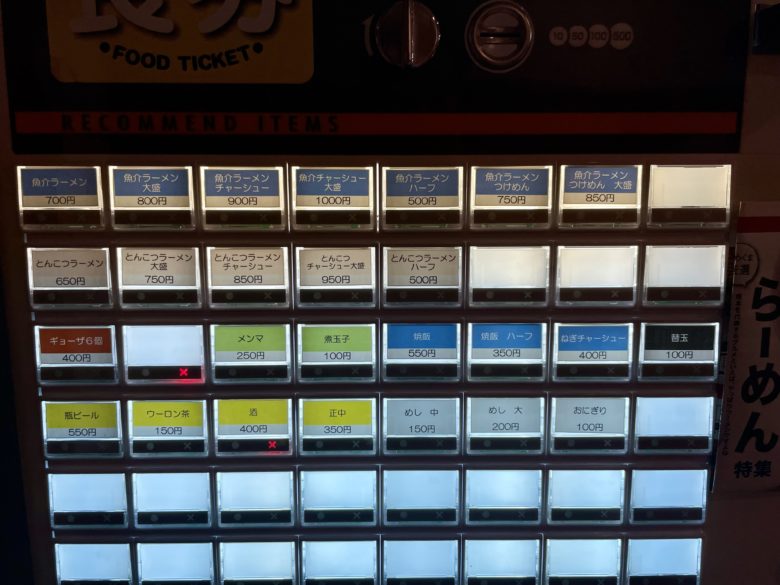 食券
•FOOD TICKET•
10 50 100 500
RECOMMEND ITEMS
魚介ラーメン
700円
魚介ラーメン
大盛
800円
魚介ラーメン
チャーシュー
900円
魚介チャーシュー
大盛
1000円
魚介ラーメン
ハーフ
500円
魚介ラーメン
つけめん
750円
魚介ラーメン
つけめん 大盛
850円
とんこつラーメン
650円
とんこつラーメン
大盛
750円
とんこつラーメン
チャーシュー
850円
とんこつ
チャーシュー大盛
950円
とんこつラーメン
ハーフ
500円
ギョーザ6個
400円
メンマ
250円
煮玉子
100円
焼飯
550円
焼飯 ハーフ
350円
ねぎチャーシュー
400円
替玉
100円
瓶ビール
550円
ウーロン茶
150円
酒
400円
正中
350円
めし 中
150円
めし 大
200円
おにぎり
100円
らーめん
特集